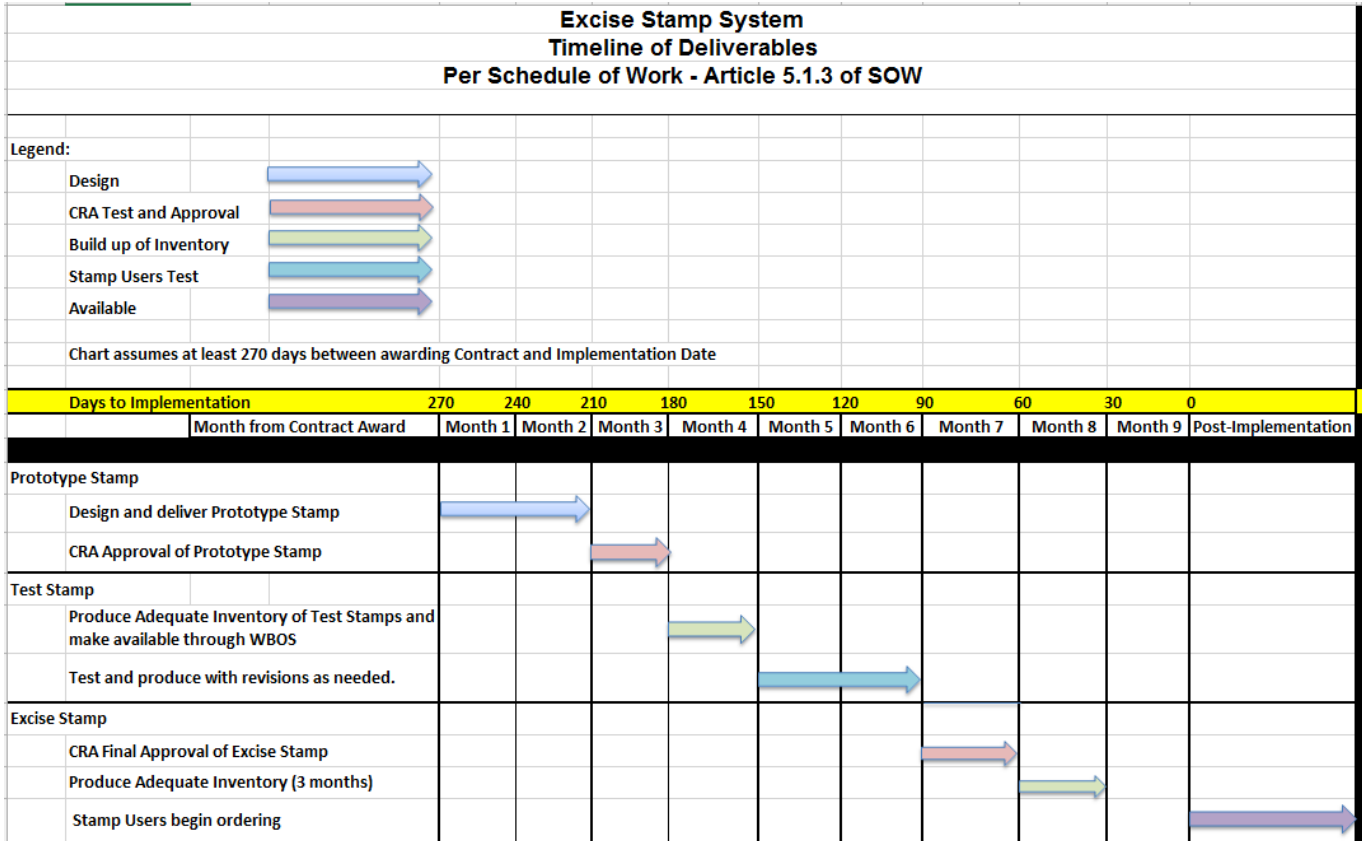 Excise Stamp System
Timeline of Deliverables
Per Schedule of Work - Article 5.1.3 of SOW
Legend:
Design
CRA Test and Approval
Build up of Inventory
Stamp Users Test
Available
Chart assumes at least 270 days between awarding Contract and Implementation Date
Days to Implementation 270 240 210 180 150 120 90 60 30 0
Month from Contract Award Month 1 Month 2 Month 3 Month 4 Month 5 Month 6 Month 7 Month 8 Month 9 Post-Implementation
Prototype Stamp
Design and deliver Prototype Stamp
CRA Approval of Prototype Stamp
Test Stamp
Produce Adequate Inventory of Test Stamps and
make available through WBOS
Test and produce with revisions as needed.
Excise Stamp
CRA Final Approval of Excise Stamp
Produce Adequate Inventory (3 months)
Stamp Users begin ordering